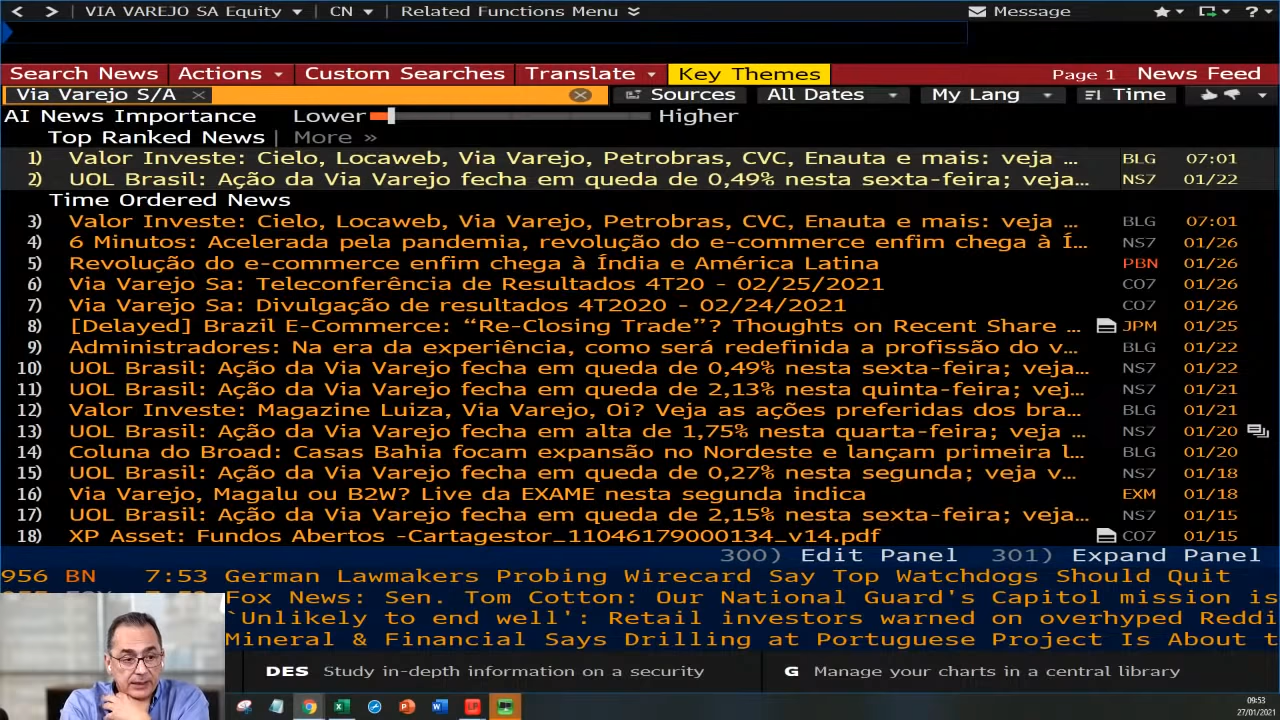 < > VIA VAREJO SA Equity CN Related Functions Menu Message ?
Search News Actions Custom Searches Translate Key Themes Page 1 News Feed
Via Varejo S/A Sources All Dates My Lang Time
AI News Importance Lower Higher
Top Ranked News | More »
1) Valor Investe: Cielo, Locaweb, Via Varejo, Petrobras, CVC, Enauta e mais: veja ... BLG 07:01
2) UOL Brasil: Ação da Via Varejo fecha em queda de 0,49% nesta sexta-feira; veja... NS7 01/22
Time Ordered News
3) Valor Investe: Cielo, Locaweb, Via Varejo, Petrobras, CVC, Enauta e mais: veja ... BLG 07:01
4) 6 Minutos: Acelerada pela pandemia, revolução do e-commerce enfim chega à Í... NS7 01/26
5) Revolução do e-commerce enfim chega à Índia e América Latina PBN 01/26
6) Via Varejo Sa: Teleconferência de Resultados 4T20 - 02/25/2021 CO7 01/26
7) Via Varejo Sa: Divulgação de resultados 4T2020 - 02/24/2021 CO7 01/26
8) [Delayed] Brazil E-Commerce: “Re-Closing Trade”? Thoughts on Recent Share ... JPM 01/25
9) Administradores: Na era da experiência, como será redefinida a profissão do v... BLG 01/22
10) UOL Brasil: Ação da Via Varejo fecha em queda de 0,49% nesta sexta-feira; veja... NS7 01/22
11) UOL Brasil: Ação da Via Varejo fecha em queda de 2,13% nesta quinta-feira; vej... NS7 01/21
12) Valor Investe: Magazine Luiza, Via Varejo, Oi? Veja as ações preferidas dos bra... BLG 01/21
13) UOL Brasil: Ação da Via Varejo fecha em alta de 1,75% nesta quarta-feira; veja ... NS7 01/20
14) Coluna do Broad: Casas Bahia focam expansão no Nordeste e lançam primeira l... BLG 01/20
15) UOL Brasil: Ação da Via Varejo fecha em queda de 0,27% nesta segunda; veja v... NS7 01/18
16) Via Varejo, Magalu ou B2W? Live da EXAME nesta segunda indica EXM 01/18
17) UOL Brasil: Ação da Via Varejo fecha em queda de 2,15% nesta sexta-feira; veja... NS7 01/15
18) XP Asset: Fundos Abertos -Cartagestor_11046179000134_v14.pdf CO7 01/15
300) Edit Panel 301) Expand Panel
956 BN 7:53 German Lawmakers Probing Wirecard Say Top Watchdogs Should Quit
Fox News: Sen. Tom Cotton: Our National Guard's Capitol mission is
`Unlikely to end well': Retail investors warned on overhyped Reddi
Mineral & Financial Says Drilling at Portuguese Project Is About t
DES Study in-depth information on a security G Manage your charts in a central library
09:53
27/01/2021